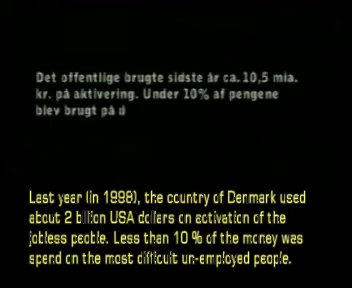 Det offentlige brugte sidste år ca. 10,5 mia.
kr. på aktivering. Under 10% af pengene
blev brugt på d
Last year (in 1998), the country of Denmark used
about 2 billion USA dollars on activation of the
jobless people. Less than 10 % of the money was
spend on the most difficult un-employed people.